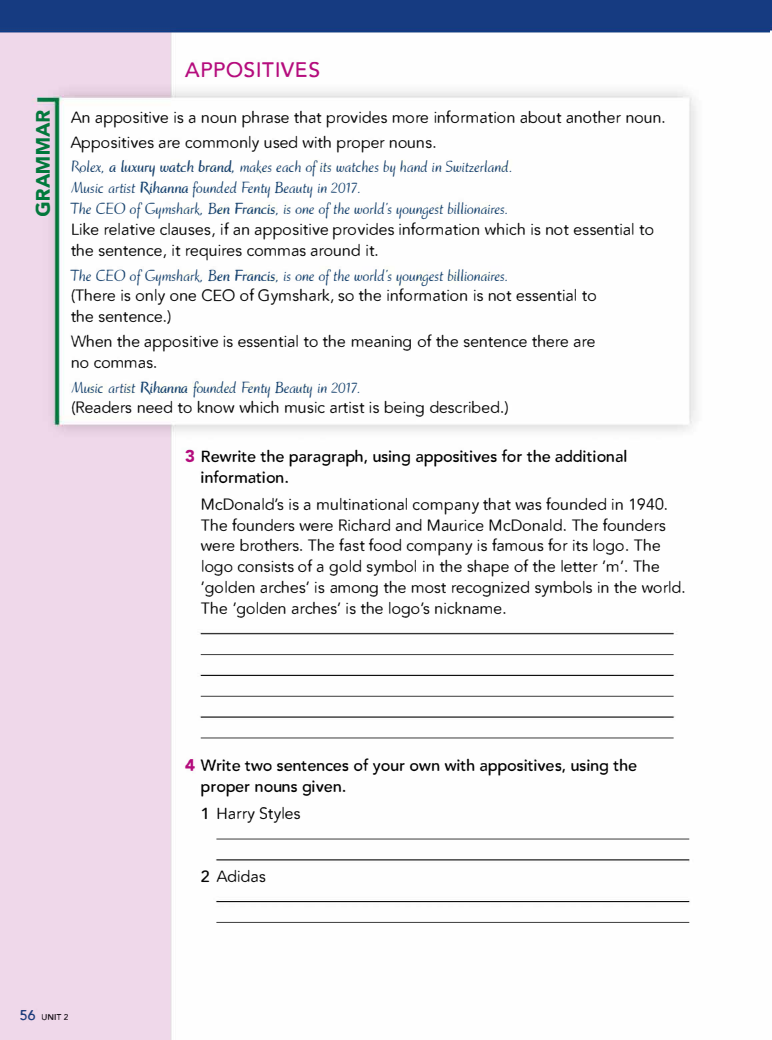 APPOSITIVES
GRAMMAR
An appositive is a noun phrase that provides more information about another noun.
Appositives are commonly used with proper nouns.
Rolex, a luxury watch brand, makes each of its watches by hand in Switzerland.
Music artist Rihanna founded Fenty Beauty in 2017.
The CEO of Gymshark, Ben Francis, is one of the world's youngest billionaires.
Like relative clauses, if an appositive provides information which is not essential to
the sentence, it requires commas around it.
The CEO of Gymshark, Ben Francis, is one of the world's youngest billionaires.
(There is only one CEO of Gymshark, so the information is not essential to
the sentence.)
When the appositive is essential to the meaning of the sentence there are
no commas.
Music artist Rihanna founded Fenty Beauty in 2017.
(Readers need to know which music artist is being described.)
3 Rewrite the paragraph, using appositives for the additional
information.
McDonald's is a multinational company that was founded in 1940.
The founders were Richard and Maurice McDonald. The founders
were brothers. The fast food company is famous for its logo. The
logo consists of a gold symbol in the shape of the letter 'm'. The
'golden arches' is among the most recognized symbols in the world.
The 'golden arches' is the logo's nickname.
4 Write two sentences of your own with appositives, using the
proper nouns given.
1 Harry Styles
2 Adidas
56 UNIT 2